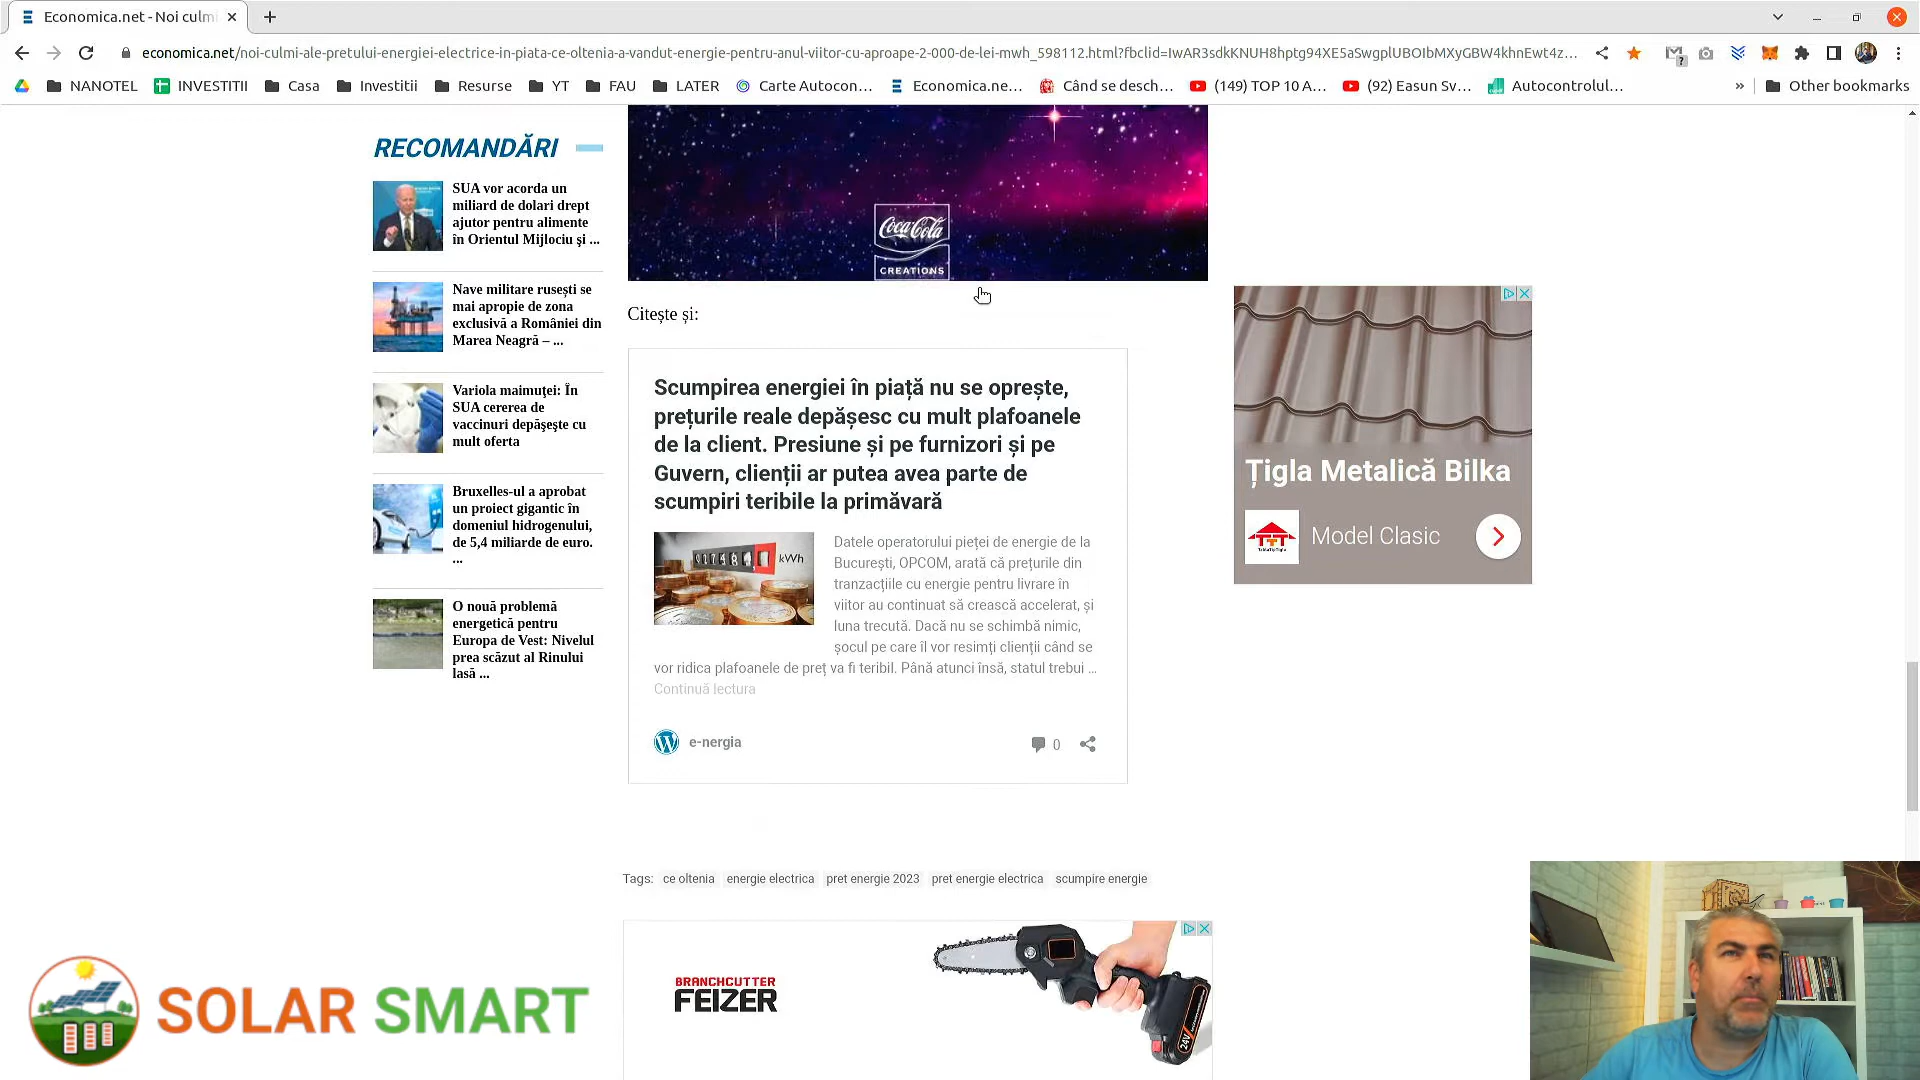 Economica.net - Noi culmi
economica.net/noi-culmi-ale-pretului-energiei-electrice-in-piata-ce-oltenia-a-vandut-energie-pentru-anul-viitor-cu-aproape-2-000-de-lei-mwh_598112.html?fbclid=IwAR3sdkKNUH8hptg94XE5aSwgplUBOIbMXyGBW4khnEwt4z...
NANOTEL
INVESTITII
Casa
Investitii
Resurse
YT
FAU
LATER
Carte Autocon...
Economica.ne...
Când se desch...
(149) TOP 10 A...
(92) Easun Sv...
Autocontrolul...
»
Other bookmarks
RECOMANDĂRI
SUA vor acorda un
miliard de dolari drept
ajutor pentru alimente
în Orientul Mijlociu şi ...
Nave militare rusești se
mai apropie de zona
exclusivă a României din
Marea Neagră – ...
Variola maimuţei: În
SUA cererea de
vaccinuri depăşeşte cu
mult oferta
Bruxelles-ul a aprobat
un proiect gigantic în
domeniul hidrogenului,
de 5,4 miliarde de euro.
...
O nouă problemă
energetică pentru
Europa de Vest: Nivelul
prea scăzut al Rinului
lasă ...
Coca-Cola
CREATIONS
Citește și:
Scumpirea energiei în piață nu se oprește,
prețurile reale depășesc cu mult plafoanele
de la client. Presiune și pe furnizori și pe
Guvern, clienții ar putea avea parte de
scumpiri teribile la primăvară
kWh
Datele operatorului pieței de energie de la
București, OPCOM, arată că prețurile din
tranzacțiile cu energie pentru livrare în
viitor au continuat să crească accelerat, și
luna trecută. Dacă nu se schimbă nimic,
șocul pe care îl vor resimți clienții când se
vor ridica plafoanele de preț va fi teribil. Până atunci însă, statul trebui ...
Continuă lectura
e-nergia
0
Țigla Metalică Bilka
Model Clasic
Tags: ce oltenia energie electrica pret energie 2023 pret energie electrica scumpire energie
BRANCHCUTTER
FEIZER
24V
SOLAR SMART